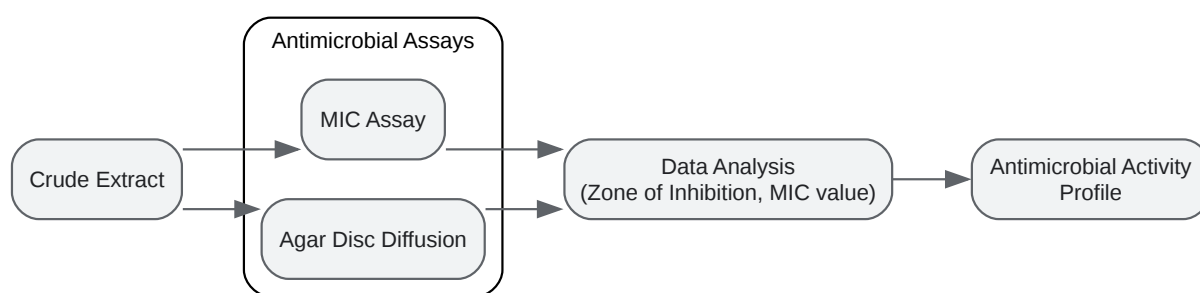 Antimicrobial Assays
MIC Assay
Crude Extract
Agar Disc Diffusion
Data Analysis
(Zone of Inhibition, MIC value)
Antimicrobial Activity
Profile